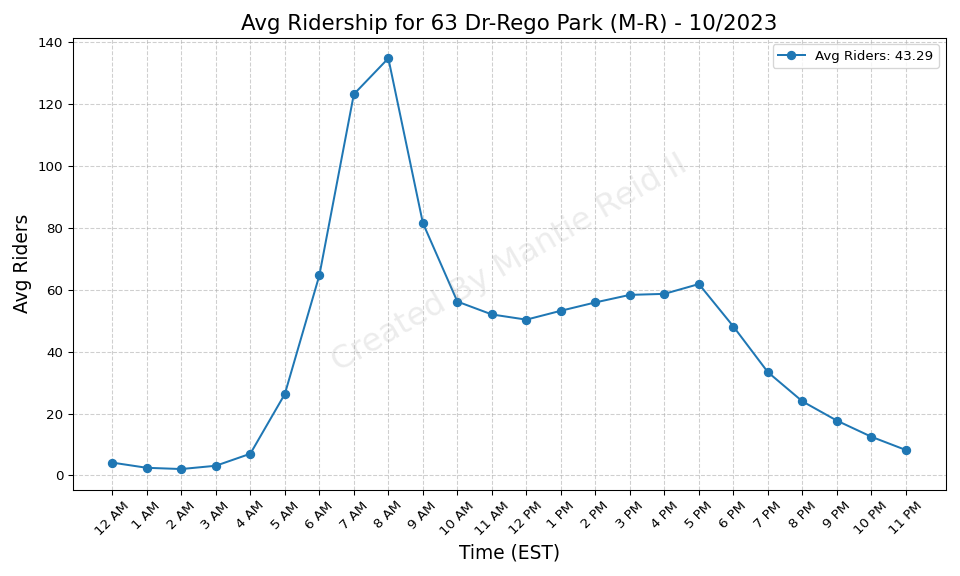 Avg Ridership for 63 Dr-Rego Park (M-R) - 10/2023
Avg Riders: 43.29
Avg Riders
140
120
100
80
60
40
20
0
Created By Mantie Reid II
12 AM
1 AM
2 AM
3 AM
4 AM
5 AM
6 AM
7 AM
8 AM
9 AM
10 AM
11 AM
12 PM
1 PM
2 PM
3 PM
4 PM
5 PM
6 PM
7 PM
8 PM
9 PM
10 PM
11 PM
Time (EST)